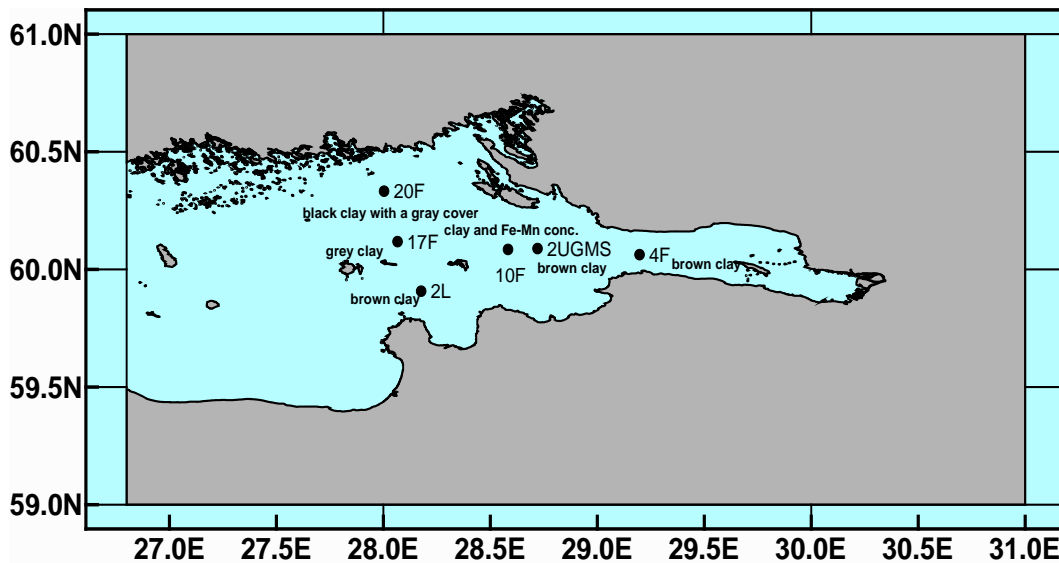 61.0N
60.5N
20F
black clay with a gray cover
clay and Fe-Mn conc.
17F
2UGMS
grey clay
4F
60.0N
10F
brown clay
brown clay
2L
brown clay
59.5N
59.0N
27.0E 27.5E 28.0E 28.5E 29.0E 29.5E 30.0E 30.5E 31.0E